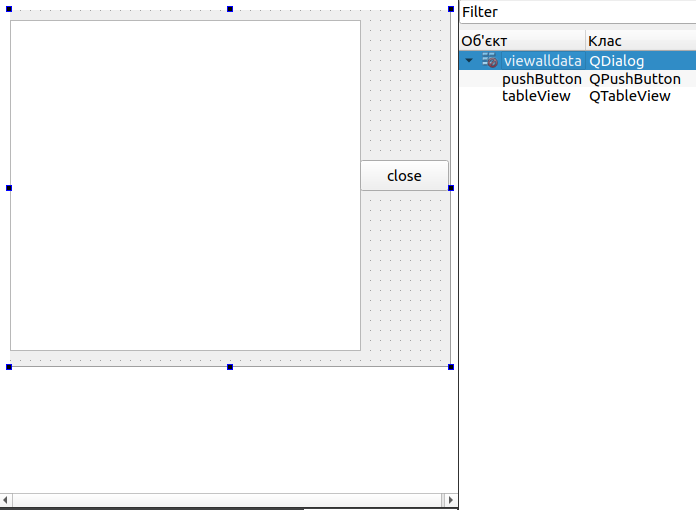 Filter
Об'єкт Клас
viewalldata QDialog
pushButton QPushButton
tableView QTableView
close